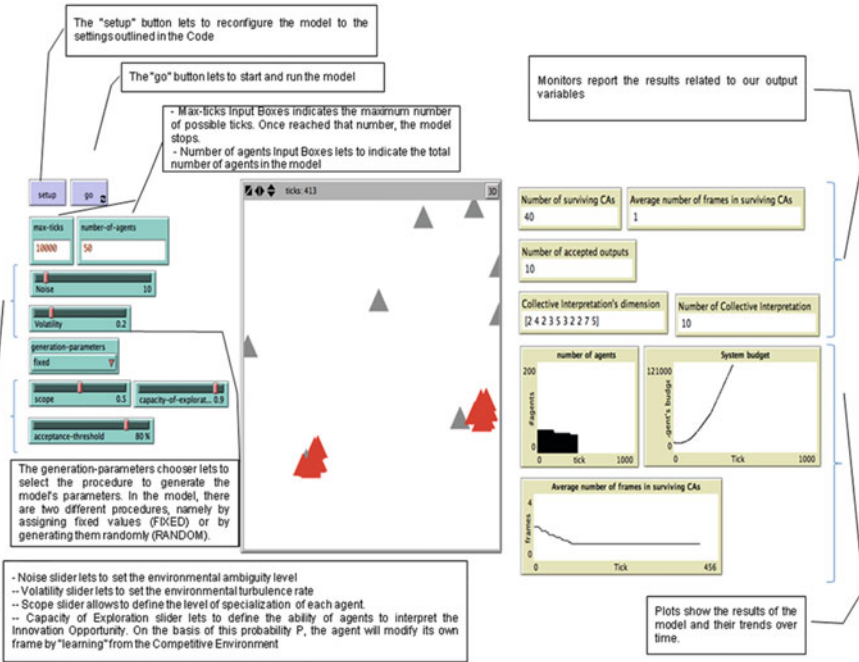 The "setup" button lets to reconfigure the model to the
settings outlined in the Code
The "go" button lets to start and run the model
- Max-ticks Input Boxes indicates the maximum number
of possible ticks. Once reached that number, the model
stops.
- Number of agents Input Boxes lets to indicate the total
number of agents in the model
Monitors report the results related to our output
variables
setup
go
max-ticks
10000
number-of-agents
50
Noise 10
Volatility 0.2
generation-parameters
fixed
scope 0.5
capacity-of-explorat... 0.9
acceptance-threshold 80 %
ticks: 413
3D
Number of surviving CAs
40
Average number of frames in surviving CAs
1
Number of accepted outputs
10
Collective Interpretation's dimension
[2 4 2 3 5 3 2 2 7 5]
Number of Collective Interpretation
10
number of agents
200
#agents
0
0 tick 1000
System budget
121000
.gent's budge
0
0 Tick 1000
Average number of frames in surviving CAs
4
frames
0
0 Tick 456
The generation-parameters chooser lets to
select the procedure to generate the
model's parameters. In the model, there
are two different procedures, namely by
assigning fixed values (FIXED) or by
generating them randomly (RANDOM).
- Noise slider lets to set the environmental ambiguity level
-- Volatility slider lets to set the environmental turbulence rate
-- Scope slider allows to define the level of specialization of each agent.
-- Capacity of Exploration slider lets to define the ability of agents to interpret the
Innovation Opportunity. On the basis of this probability P, the agent will modify its own
frame by "learning" from the Competitive Environment
Plots show the results of the
model and their trends over
time.